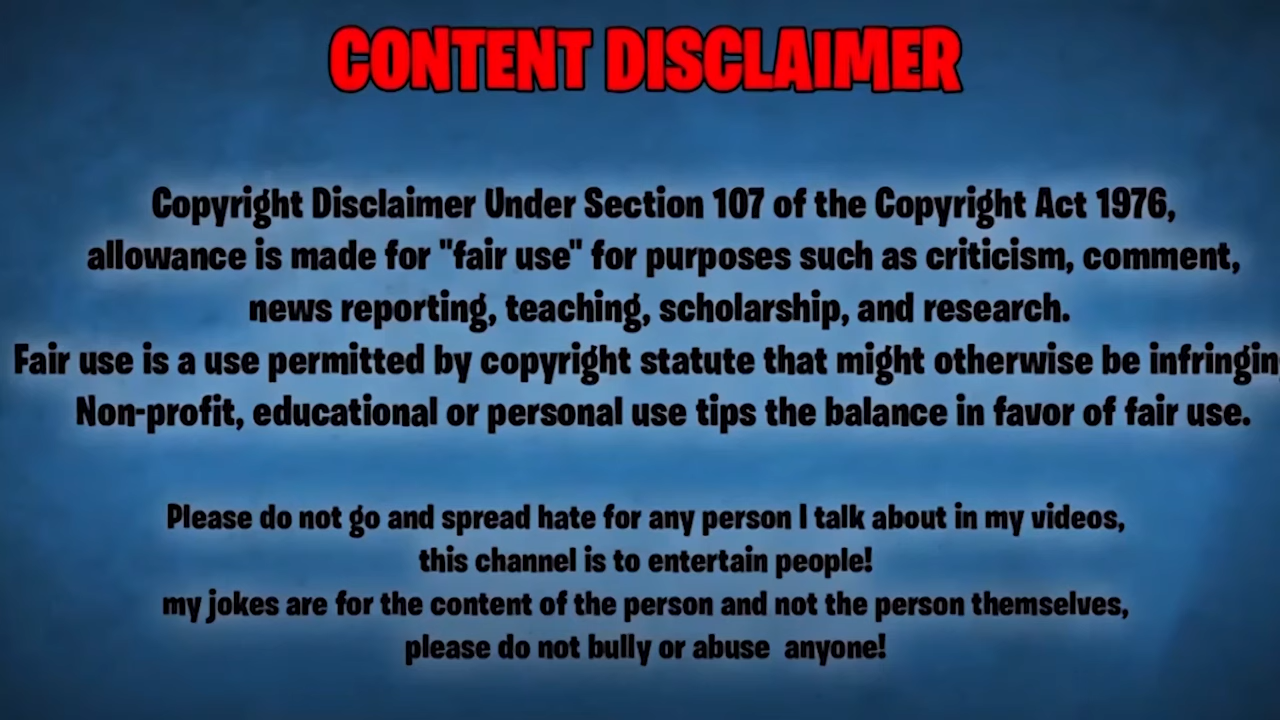 CONTENT DISCLAIMER
Copyright Disclaimer Under Section 107 of the Copyright Act 1976,
allowance is made for "fair use" for purposes such as criticism, comment,
news reporting, teaching, scholarship, and research.
Fair use is a use permitted by copyright statute that might otherwise be infringin
Non-profit, educational or personal use tips the balance in favor of fair use.
Please do not go and spread hate for any person I talk about in my videos,
this channel is to entertain people!
my jokes are for the content of the person and not the person themselves,
please do not bully or abuse anyone!